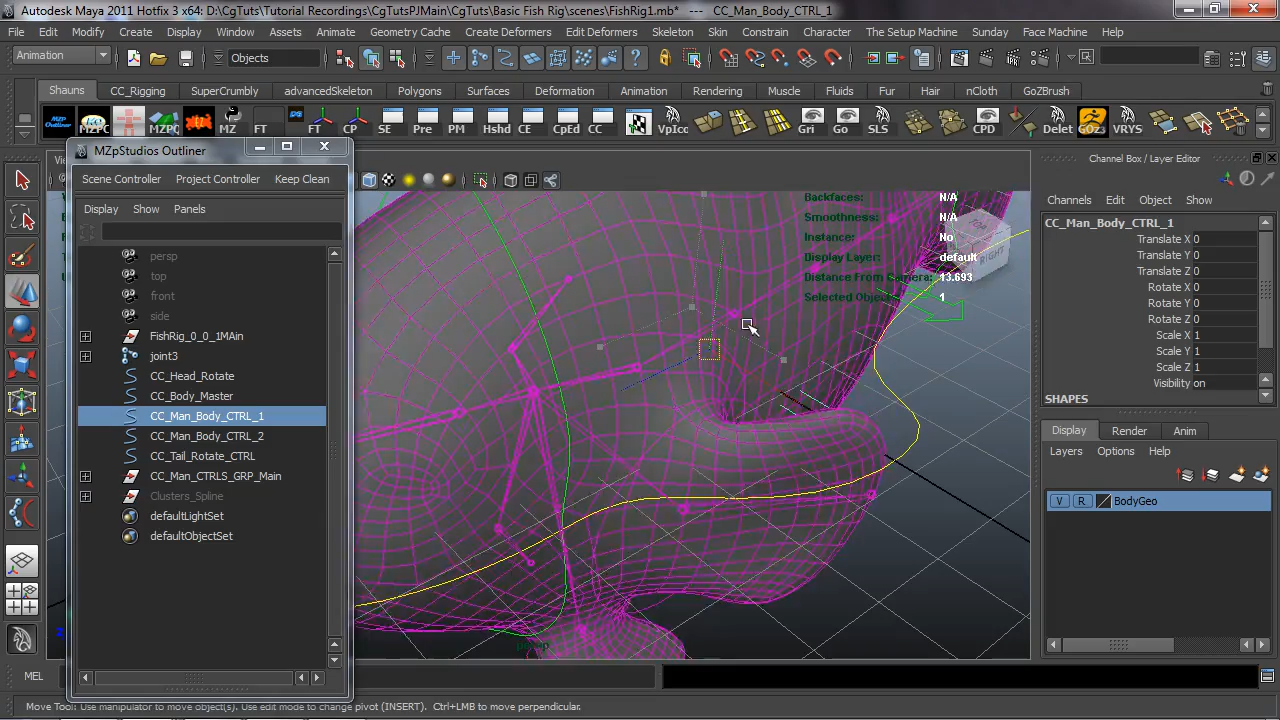 Autodesk Maya 2011 Hotfix 3 x64: D:\Tutorial Recordings\CgTutsPJMain\CgTuts\Basic Fish Rig\scenes\FishRig1.mb* --- CC_Man_Body_CTRL_1
File Edit Modify Create Display Window Assets Animate Geometry Cache Create Deformers Edit Deformers Skeleton Skin Constrain Character The Setup Machine Sunday Face Machine Help
Animation Objects
Shauns CC_Rigging SuperCrumbly advancedSkeleton Polygons Surfaces Deformation Animation Rendering Muscle Fluids Fur Hair nCloth GoZBrush
MZP Outliner MZPC MZPQ MZ FT FT CP SE Pre PM Hshd CE CpEd CC VpIcc Gri Go SLS CPD Delet GOZ3 VRYS
MZpStudios Outliner
Scene Controller Project Controller Keep Clean
Display Show Panels
persp
top
front
side
FishRig_0_0_1MAin
joint3
CC_Head_Rotate
CC_Body_Master
CC_Man_Body_CTRL_1
CC_Man_Body_CTRL_2
CC_Tail_Rotate_CTRL
CC_Man_CTRLS_GRP_Main
Clusters_Spline
defaultLightSet
defaultObjectSet
Backfaces: N/A
Smoothness: N/A
Instance: No
Display Layer: default
Distance From Camera: 13.693
Selected Objects: 1
TOP
RIGHT
persp
Channel Box / Layer Editor
Channels Edit Object Show
CC_Man_Body_CTRL_1
Translate X 0
Translate Y 0
Translate Z 0
Rotate X 0
Rotate Y 0
Rotate Z 0
Scale X 1
Scale Y 1
Scale Z 1
Visibility on
SHAPES
Display Render Anim
Layers Options Help
V R BodyGeo
MEL
Move Tool: Use manipulator to move object(s). Use edit mode to change pivot (INSERT). Ctrl+LMB to move perpendicular.